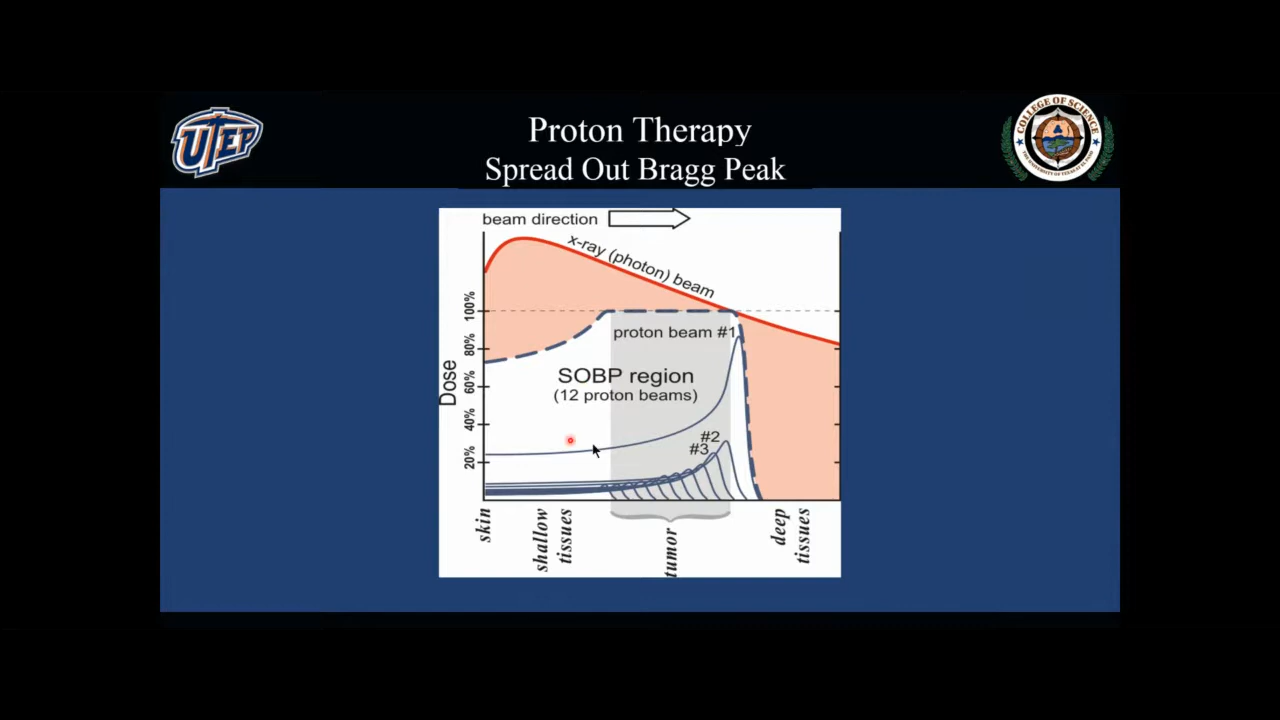 UTEP
Proton Therapy
Spread Out Bragg Peak
COLLEGE OF SCIENCE
beam direction
x-ray (photon) beam
100%
80%
60%
40%
20%
Dose
proton beam #1
SOBP region
(12 proton beams)
#2
#3
skin
shallow
tissues
tumor
deep
tissues